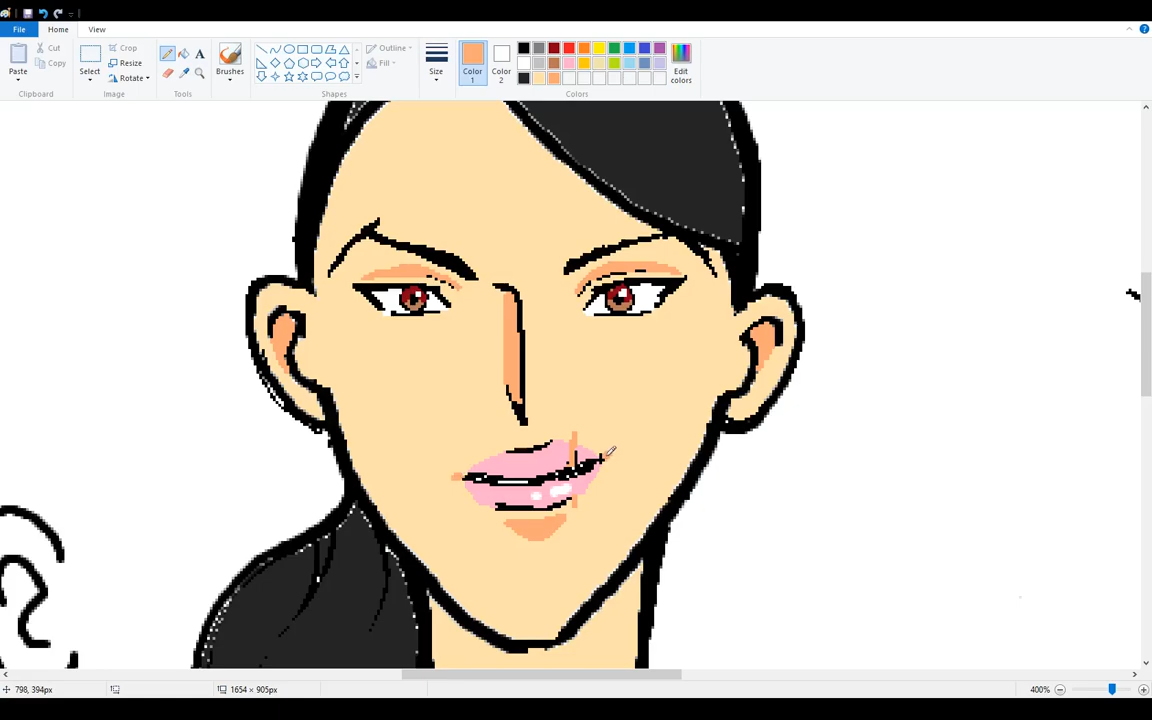 File Home View
Paste Cut Copy Select Crop Resize Rotate A Brushes Outline Fill Size Color 1 Color 2 Edit colors
Clipboard Image Tools Shapes Colors
798, 394px 1654 × 905px 400%